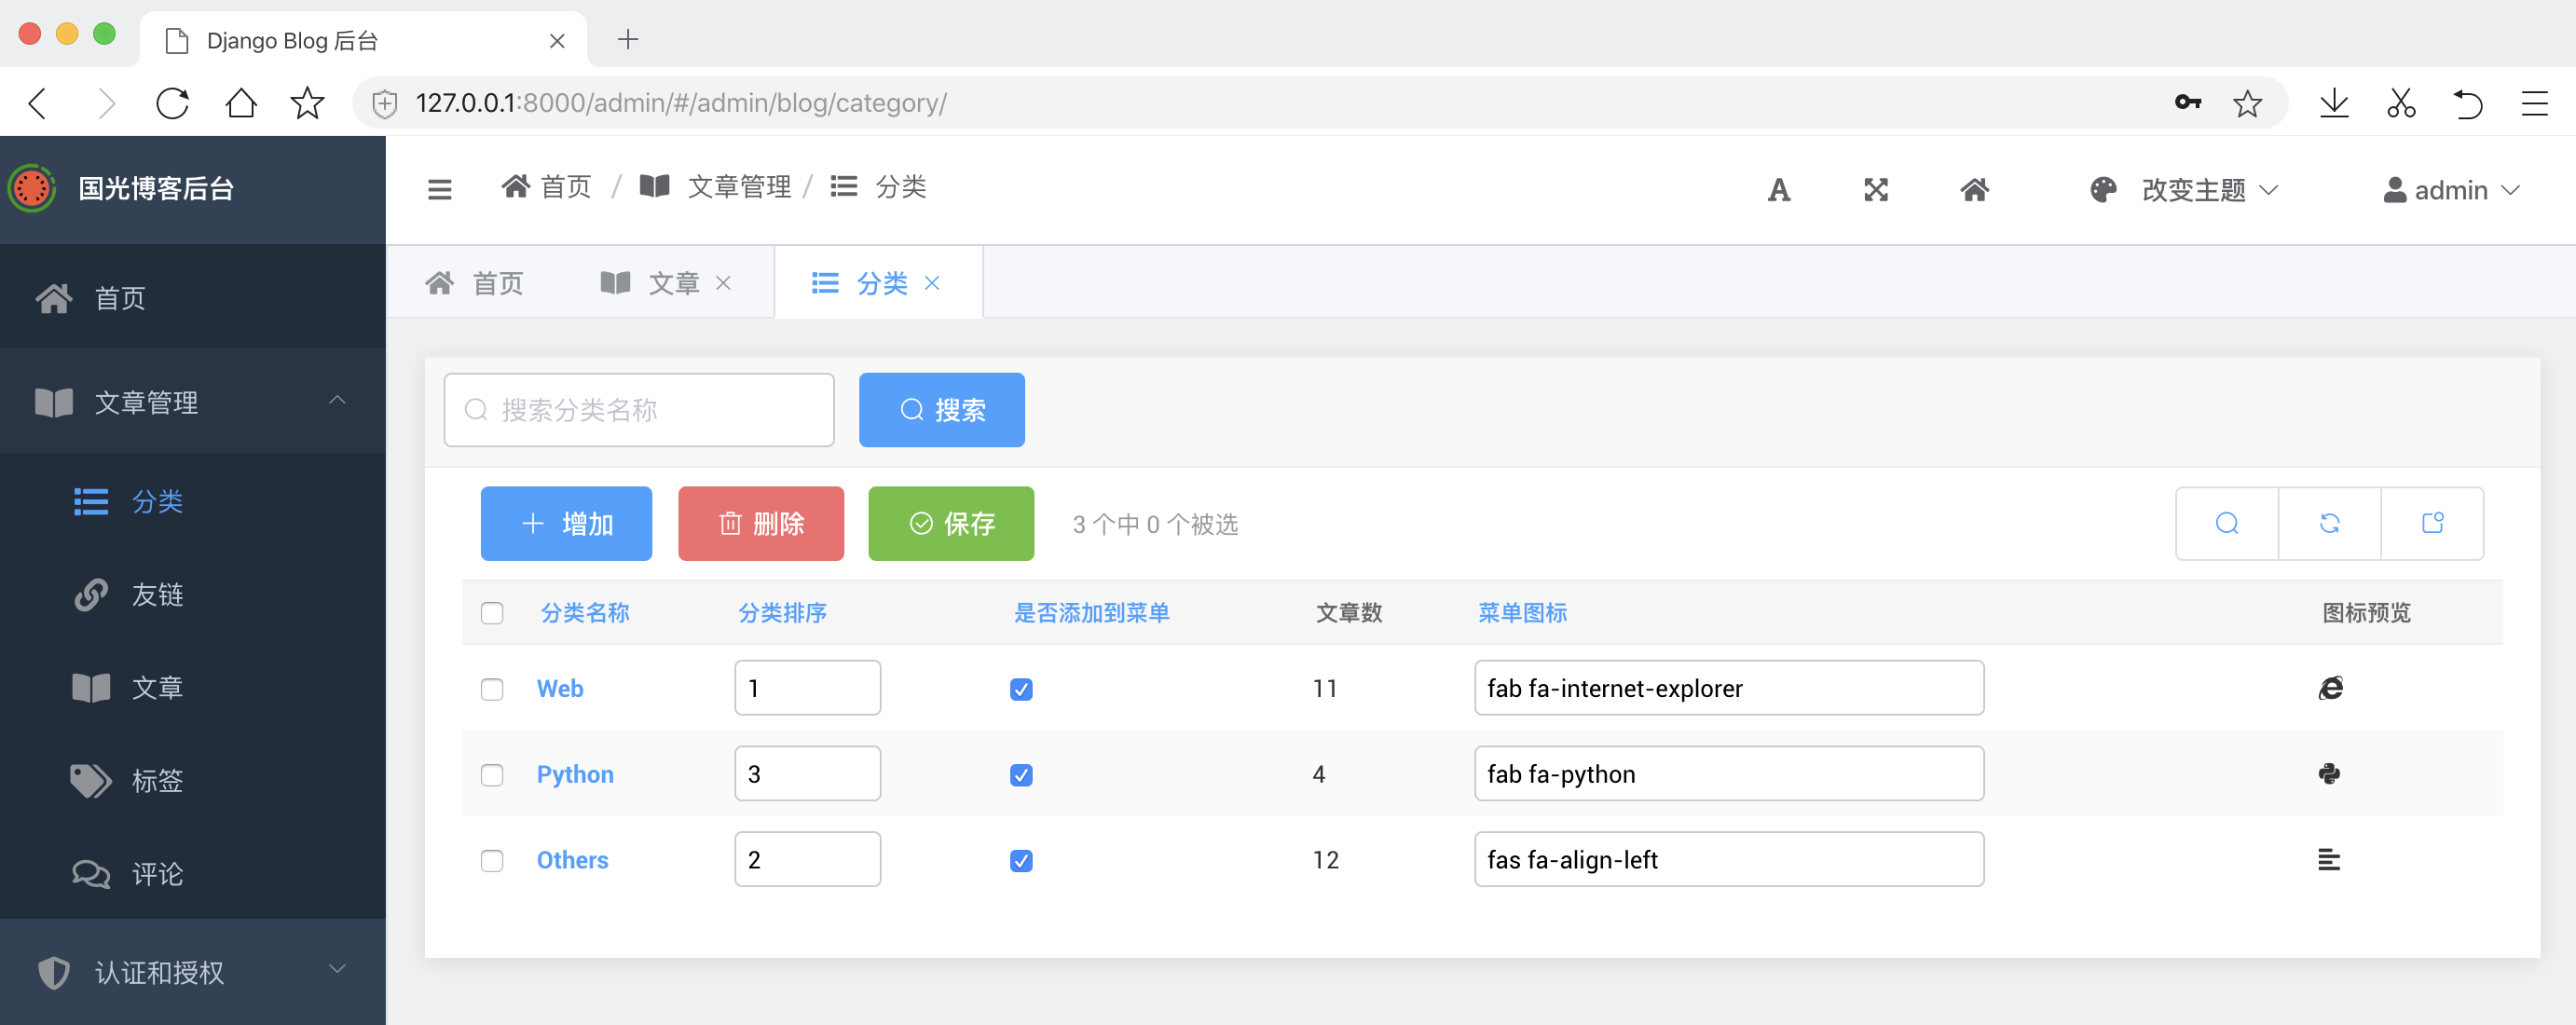 Django Blog 后台
127.0.0.1:8000/admin/#/admin/blog/category/
国光博客后台
首页 / 文章管理 / 分类
A
改变主题
admin
首页
文章管理
分类
友链
文章
标签
评论
认证和授权
首页 文章 分类
搜索分类名称
搜索
增加 删除 保存 3 个中 0 个被选
分类名称 分类排序 是否添加到菜单 文章数 菜单图标 图标预览
Web 1 11 fab fa-internet-explorer
Python 3 4 fab fa-python
Others 2 12 fas fa-align-left